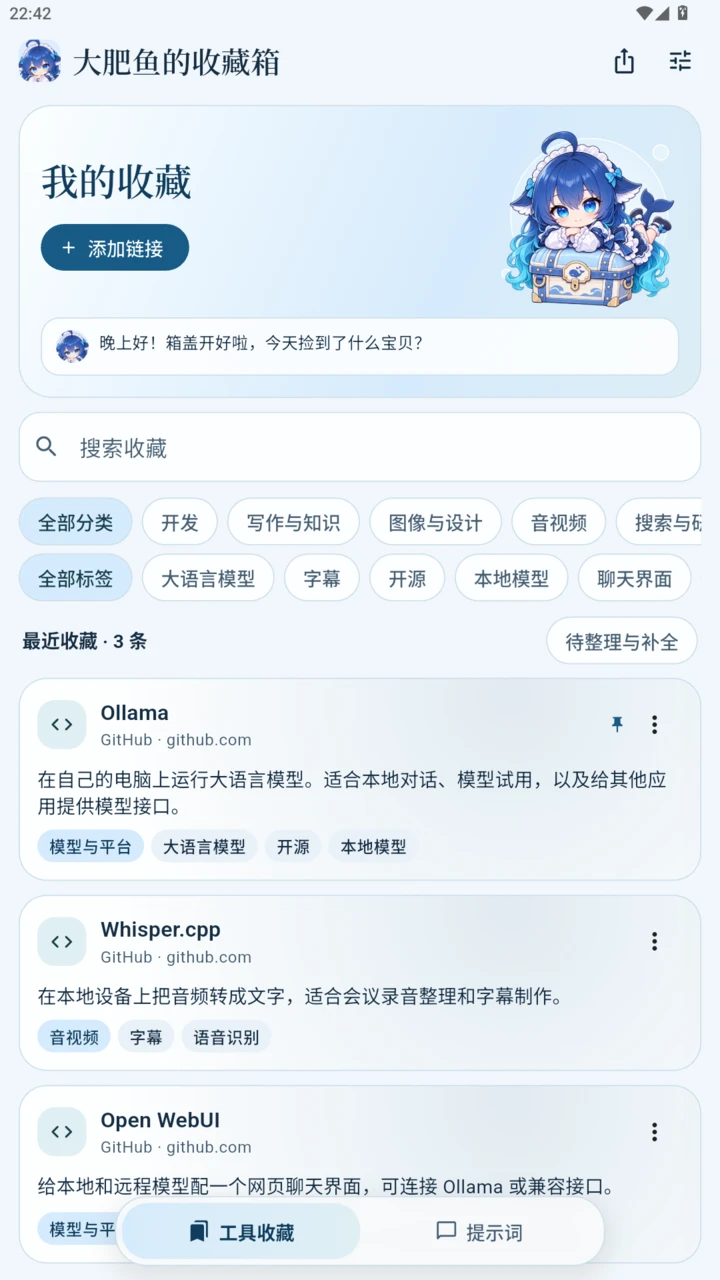 22:42
大肥鱼的收藏箱
我的收藏
+ 添加链接
晚上好！箱盖开好啦，今天捡到了什么宝贝？
搜索收藏
全部分类 开发 写作与知识 图像与设计 音视频 搜索与
全部标签 大语言模型 字幕 开源 本地模型 聊天界面
最近收藏 · 3 条 待整理与补全
Ollama
GitHub · github.com
在自己的电脑上运行大语言模型。适合本地对话、模型试用，以及给其他应
用提供模型接口。
模型与平台 大语言模型 开源 本地模型
Whisper.cpp
GitHub · github.com
在本地设备上把音频转成文字，适合会议录音整理和字幕制作。
音视频 字幕 语音识别
Open WebUI
GitHub · github.com
给本地和远程模型配一个网页聊天界面，可连接 Ollama 或兼容接口。
模型与平
工具收藏 提示词